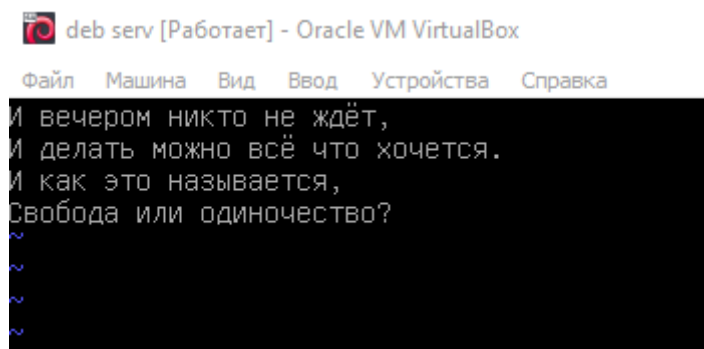 deb serv [Работает] - Oracle VM VirtualBox
Файл Машина Вид Ввод Устройства Справка
И вечером никто не ждёт,
И делать можно всё что хочется.
И как это называется,
Свобода или одиночество?
~
~
~
~